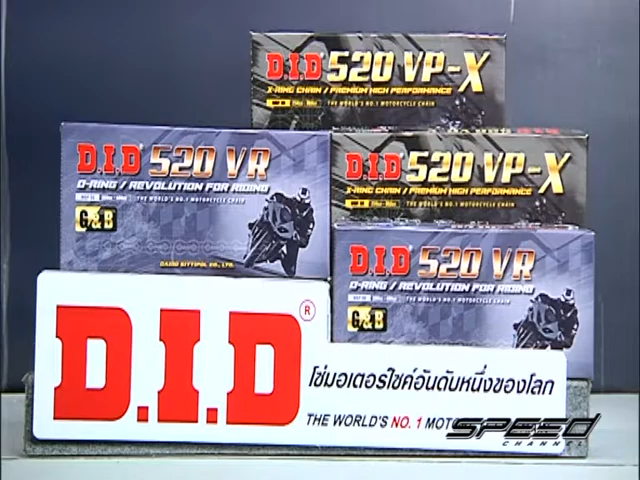 D.I.D 520 VP-X
X-RING CHAIN / PREMIUM HIGH PERFORMANCE
THE WORLD'S NO.1 MOTORCYCLE CHAIN
D.I.D 520 VR
O-RING / REVOLUTION FOR RIDING
THE WORLD'S NO.1 MOTORCYCLE CHAIN
G&B
DAIDO SITTIPOL CO., LTD.
D.I.D 520 VP-X
X-RING CHAIN / PREMIUM HIGH PERFORMANCE
THE WORLD'S NO.1 MOTORCYCLE CHAIN
D.I.D 520 VR
O-RING / REVOLUTION FOR RIDING
THE WORLD'S NO.1 MOTORCYCLE CHAIN
G&B
D.I.D ®
โซ่มอเตอร์ไซค์อันดับหนึ่งของโลก
THE WORLD'S NO. 1 MOT
SPEED
CHANNEL